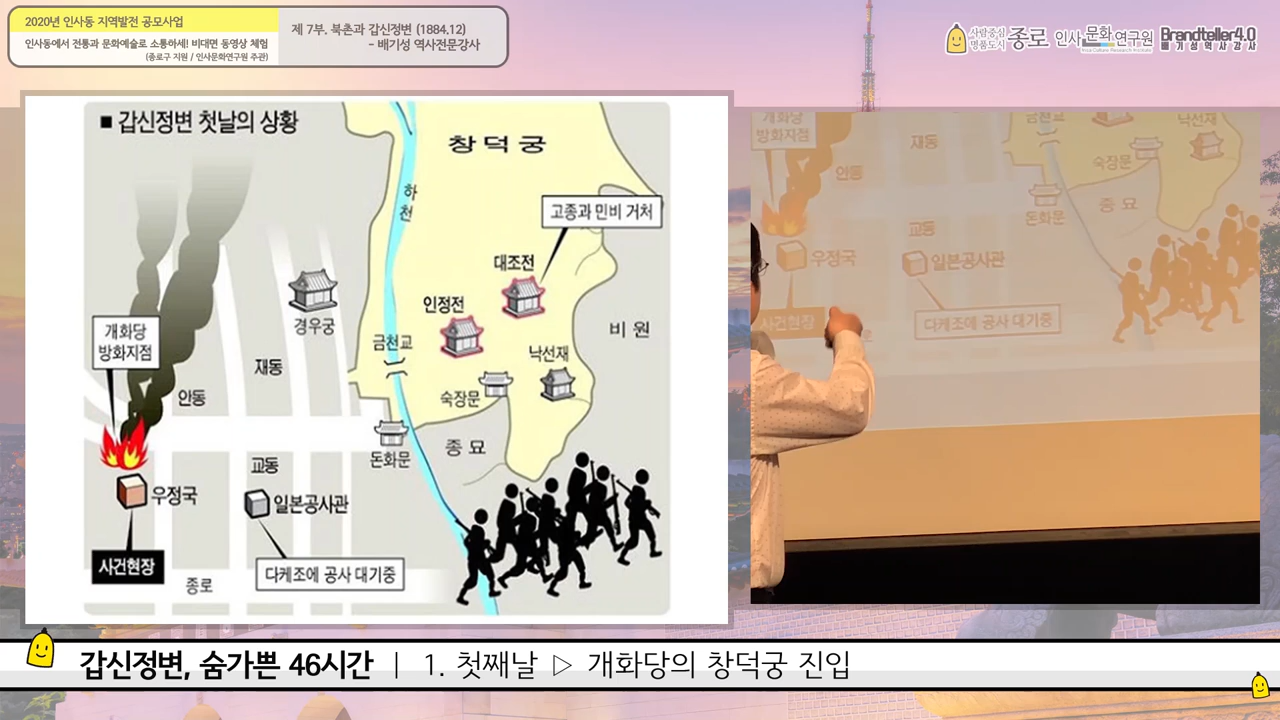 2020년 인사동 지역발전 공모사업
인사동에서 전통과 문화예술로 소통하세! 비대면 동영상 체험
(종로구 지원 / 인사문화연구원 주관)
제 7부. 북촌과 갑신정변 (1884.12)
- 배기성 역사전문강사
사람중심
명품도시
종로
인사문화연구원
Insa Culture Research Institute
Brandteller4.0
배기성역사강사
■ 갑신정변 첫날의 상황
창덕궁
하천
고종과 민비 거처
대조전
인정전
경우궁
비원
개화당
방화지점
금천교
낙선재
재동
안동
숙장문
돈화문
종묘
교동
우정국
일본공사관
사건현장
다케조에 공사 대기중
종로
개화당
방화지점
안동
재동
금천교
낙선재
숙장문
돈화문
종묘
교동
우정국
일본공사관
사건현장
다케조에 공사 대기중
갑신정변, 숨가쁜 46시간 | 1. 첫째날 ▷ 개화당의 창덕궁 진입